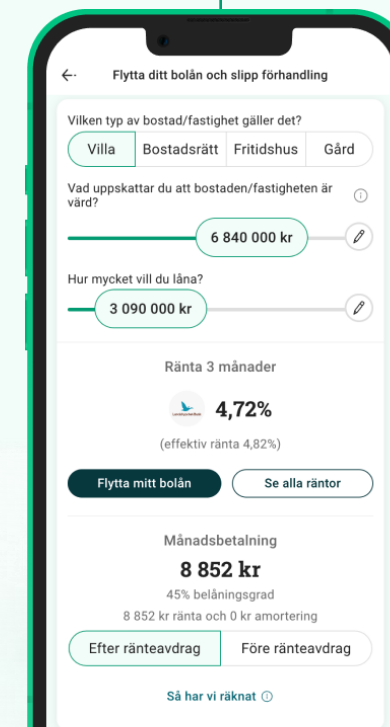 Flytta ditt bolån och slipp förhandling
Vilken typ av bostad/fastighet gäller det?
Villa Bostadsrätt Fritidshus Gård
Vad uppskattar du att bostaden/fastigheten är
värd?
6 840 000 kr
Hur mycket vill du låna?
3 090 000 kr
Ränta 3 månader
4,72%
(effektiv ränta 4,82%)
Flytta mitt bolån Se alla räntor
Månadsbetalning
8 852 kr
45% belåningsgrad
8 852 kr ränta och 0 kr amortering
Efter ränteavdrag Före ränteavdrag
Så har vi räknat